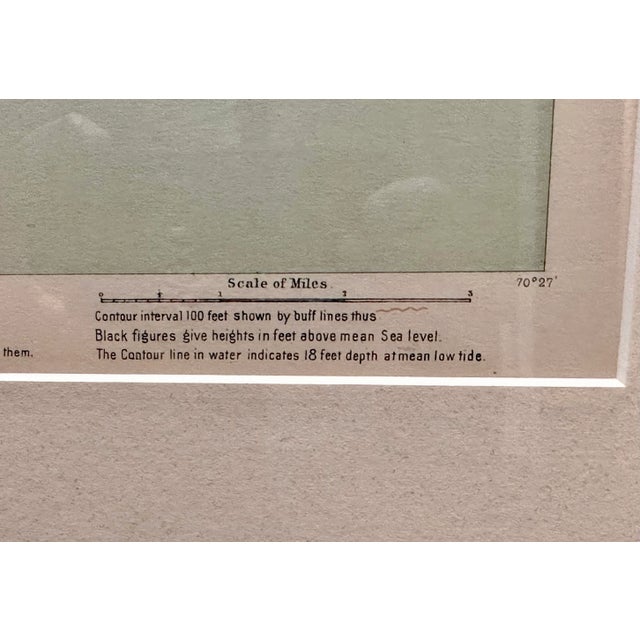 Scale of Miles.
70°27'
0 ½ 1 2 3
Contour interval 100 feet shown by buff lines thus
Black figures give heights in feet above mean Sea level.
them. The Contour line in water indicates 18 feet depth at mean low tide.